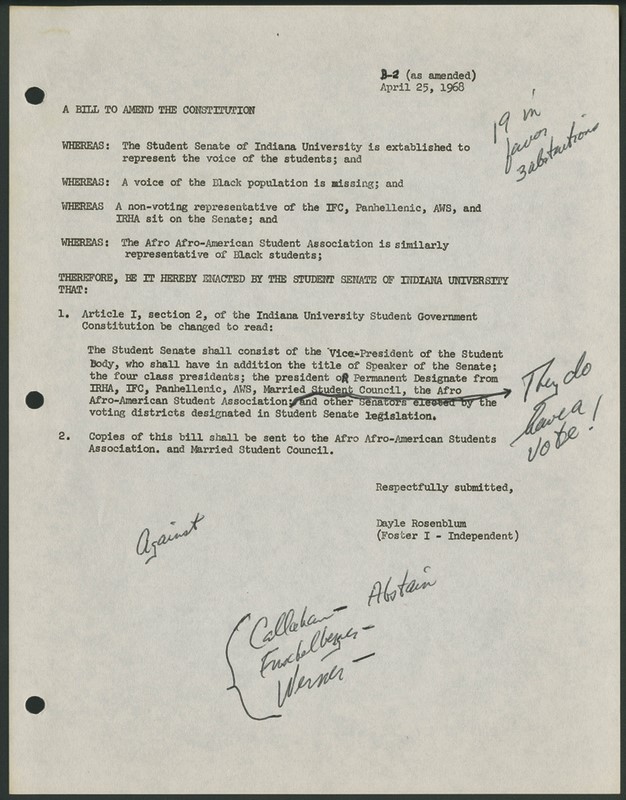 B-2 (as amended)
April 25, 1968
A BILL TO AMEND THE CONSTITUTION
19 in
favor
3 abstentions
WHEREAS: The Student Senate of Indiana University is extablished to
represent the voice of the students; and
WHEREAS: A voice of the Black population is missing; and
WHEREAS A non-voting representative of the IFC, Panhellenic, AWS, and
IRHA sit on the Senate; and
WHEREAS: The Afro Afro-American Student Association is similarly
representative of Black students;
THEREFORE, BE IT HEREBY ENACTED BY THE STUDENT SENATE OF INDIANA UNIVERSITY
THAT:
1. Article I, section 2, of the Indiana University Student Government
Constitution be changed to read:
The Student Senate shall consist of the Vice-President of the Student
Body, who shall have in addition the title of Speaker of the Senate;
the four class presidents; the president OR Permanent Designate from
IRHA, IFC, Panhellenic, AWS, Married Student Council, the Afro
Afro-American Student Association; and other Senators elected by the
voting districts designated in Student Senate legislation.
They do
have a
vote!
2. Copies of this bill shall be sent to the Afro Afro-American Students
Association. and Married Student Council.
Respectfully submitted,
Dayle Rosenblum
(Foster I - Independent)
Against
Callahan - Abstain
Werner -